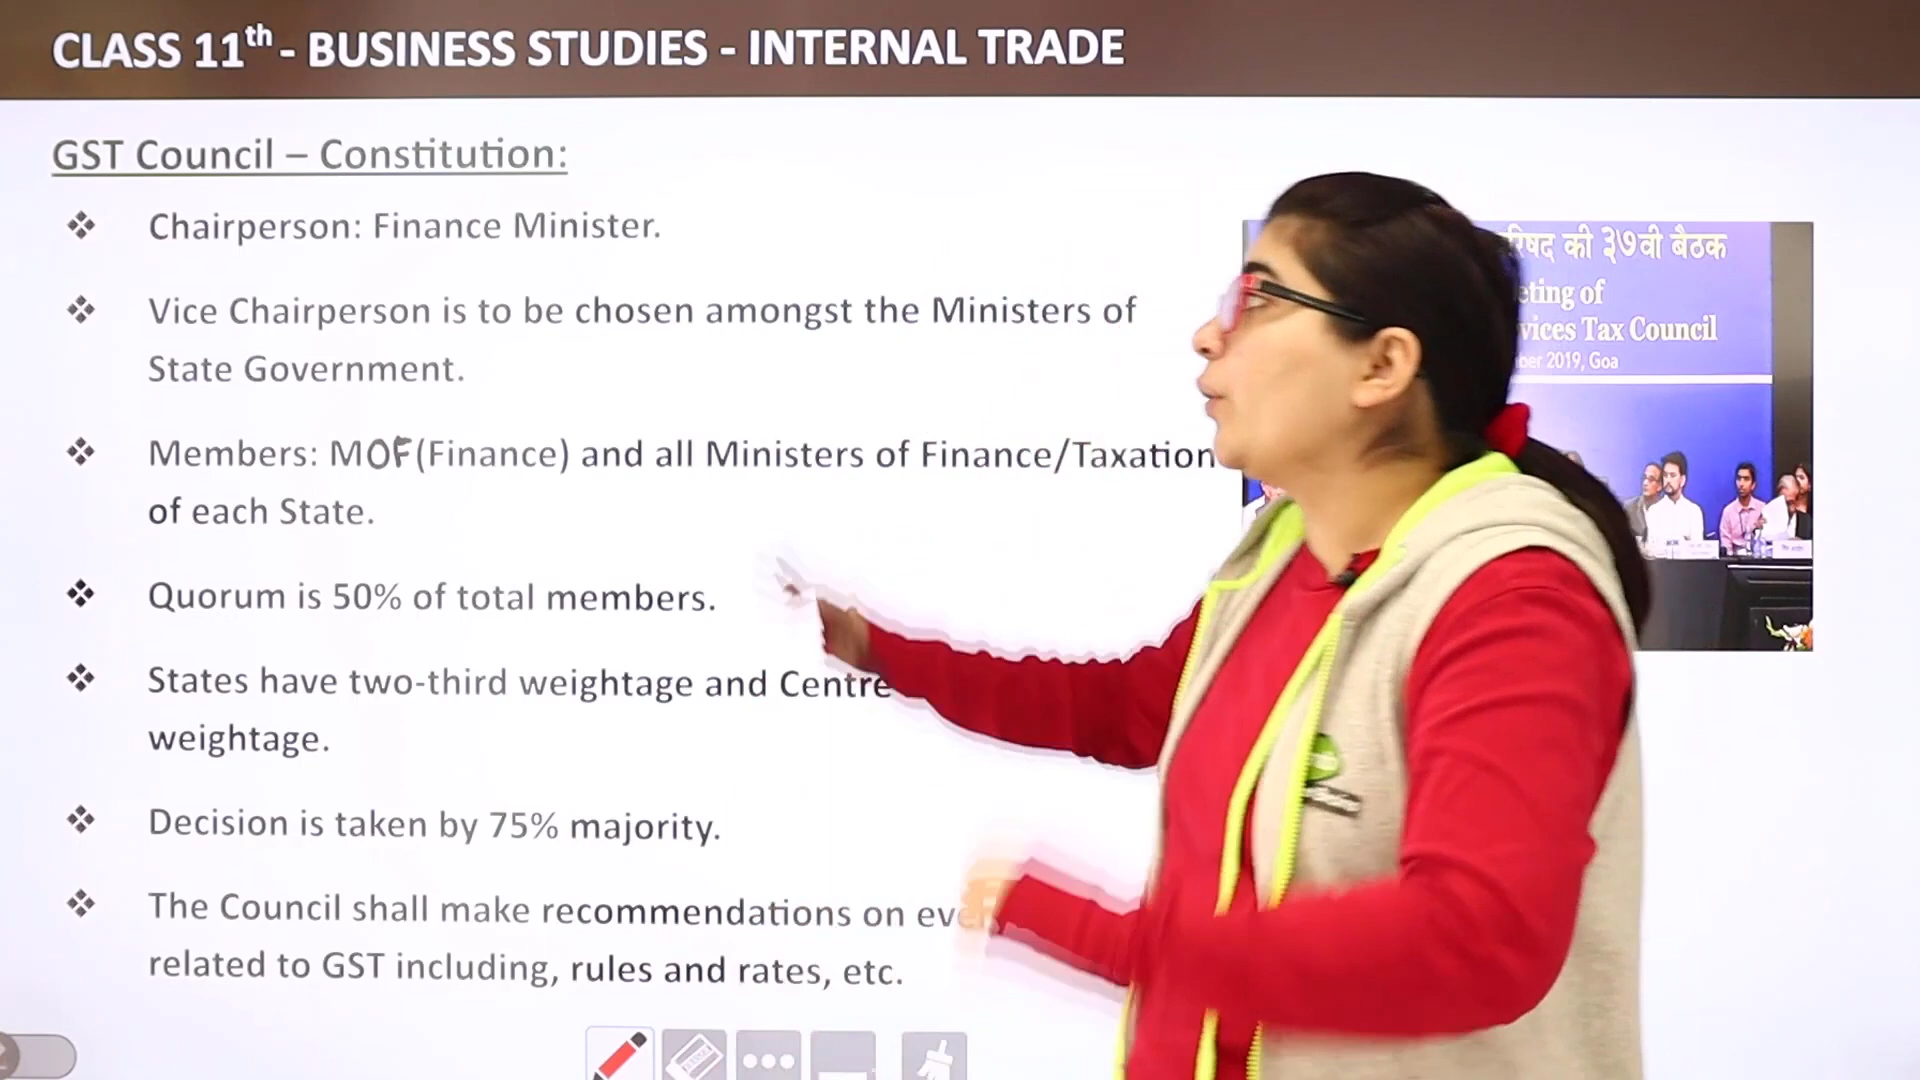 CLASS 11th - BUSINESS STUDIES - INTERNAL TRADE
GST Council – Constitution:
❖ Chairperson: Finance Minister.
❖ Vice Chairperson is to be chosen amongst the Ministers of
State Government.
❖ Members: MOF(Finance) and all Ministers of Finance/Taxation
of each State.
❖ Quorum is 50% of total members.
❖ States have two-third weightage and Centre
weightage.
❖ Decision is taken by 75% majority.
❖ The Council shall make recommendations on
related to GST including, rules and rates, etc.
की ३७वी बैठक
of
Tax Council
2019, Goa